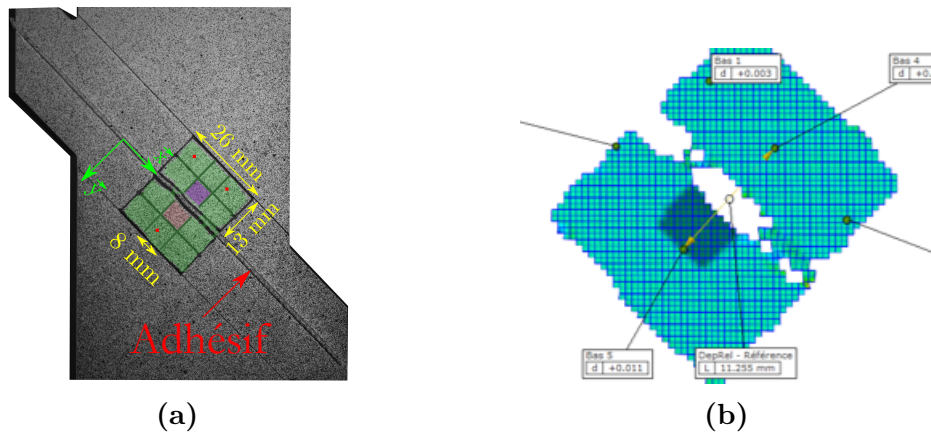 26 mm
13 mm
8 mm
x
y
Adhésif
(a)
Bas 1
d +0.003
Bas 4
d +0.
Bas 5
d +0.011
DepRel - Référence
L 11.255 mm
(b)